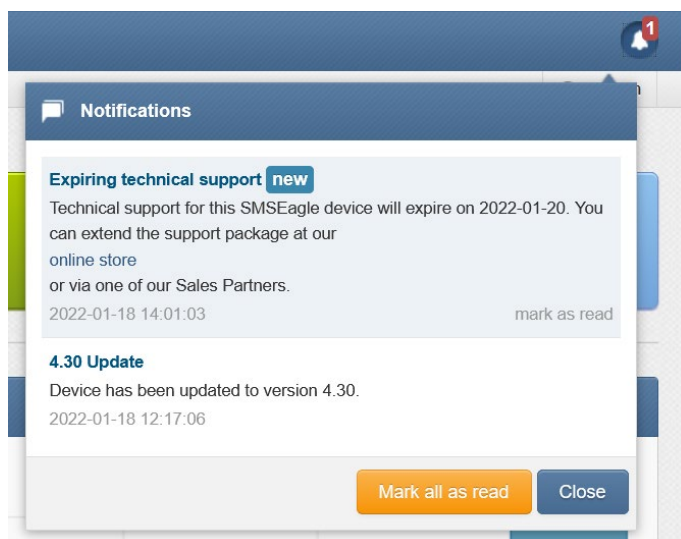 1
Notifications
Expiring technical support new
Technical support for this SMSEagle device will expire on 2022-01-20. You
can extend the support package at our
online store
or via one of our Sales Partners.
2022-01-18 14:01:03 mark as read
4.30 Update
Device has been updated to version 4.30.
2022-01-18 12:17:06
Mark all as read Close